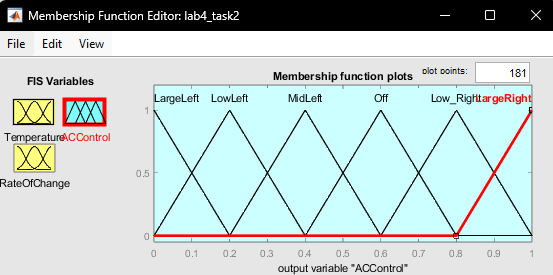 Membership Function Editor: lab4_task2
File Edit View
FIS Variables
Membership function plots
plot points:
181
LargeLeft LowLeft MidLeft Off Low_Right LargeRight
Temperature
ACControl
RateOfChange
1
0.5
0
0 0.1 0.2 0.3 0.4 0.5 0.6 0.7 0.8 0.9 1
output variable "ACControl"